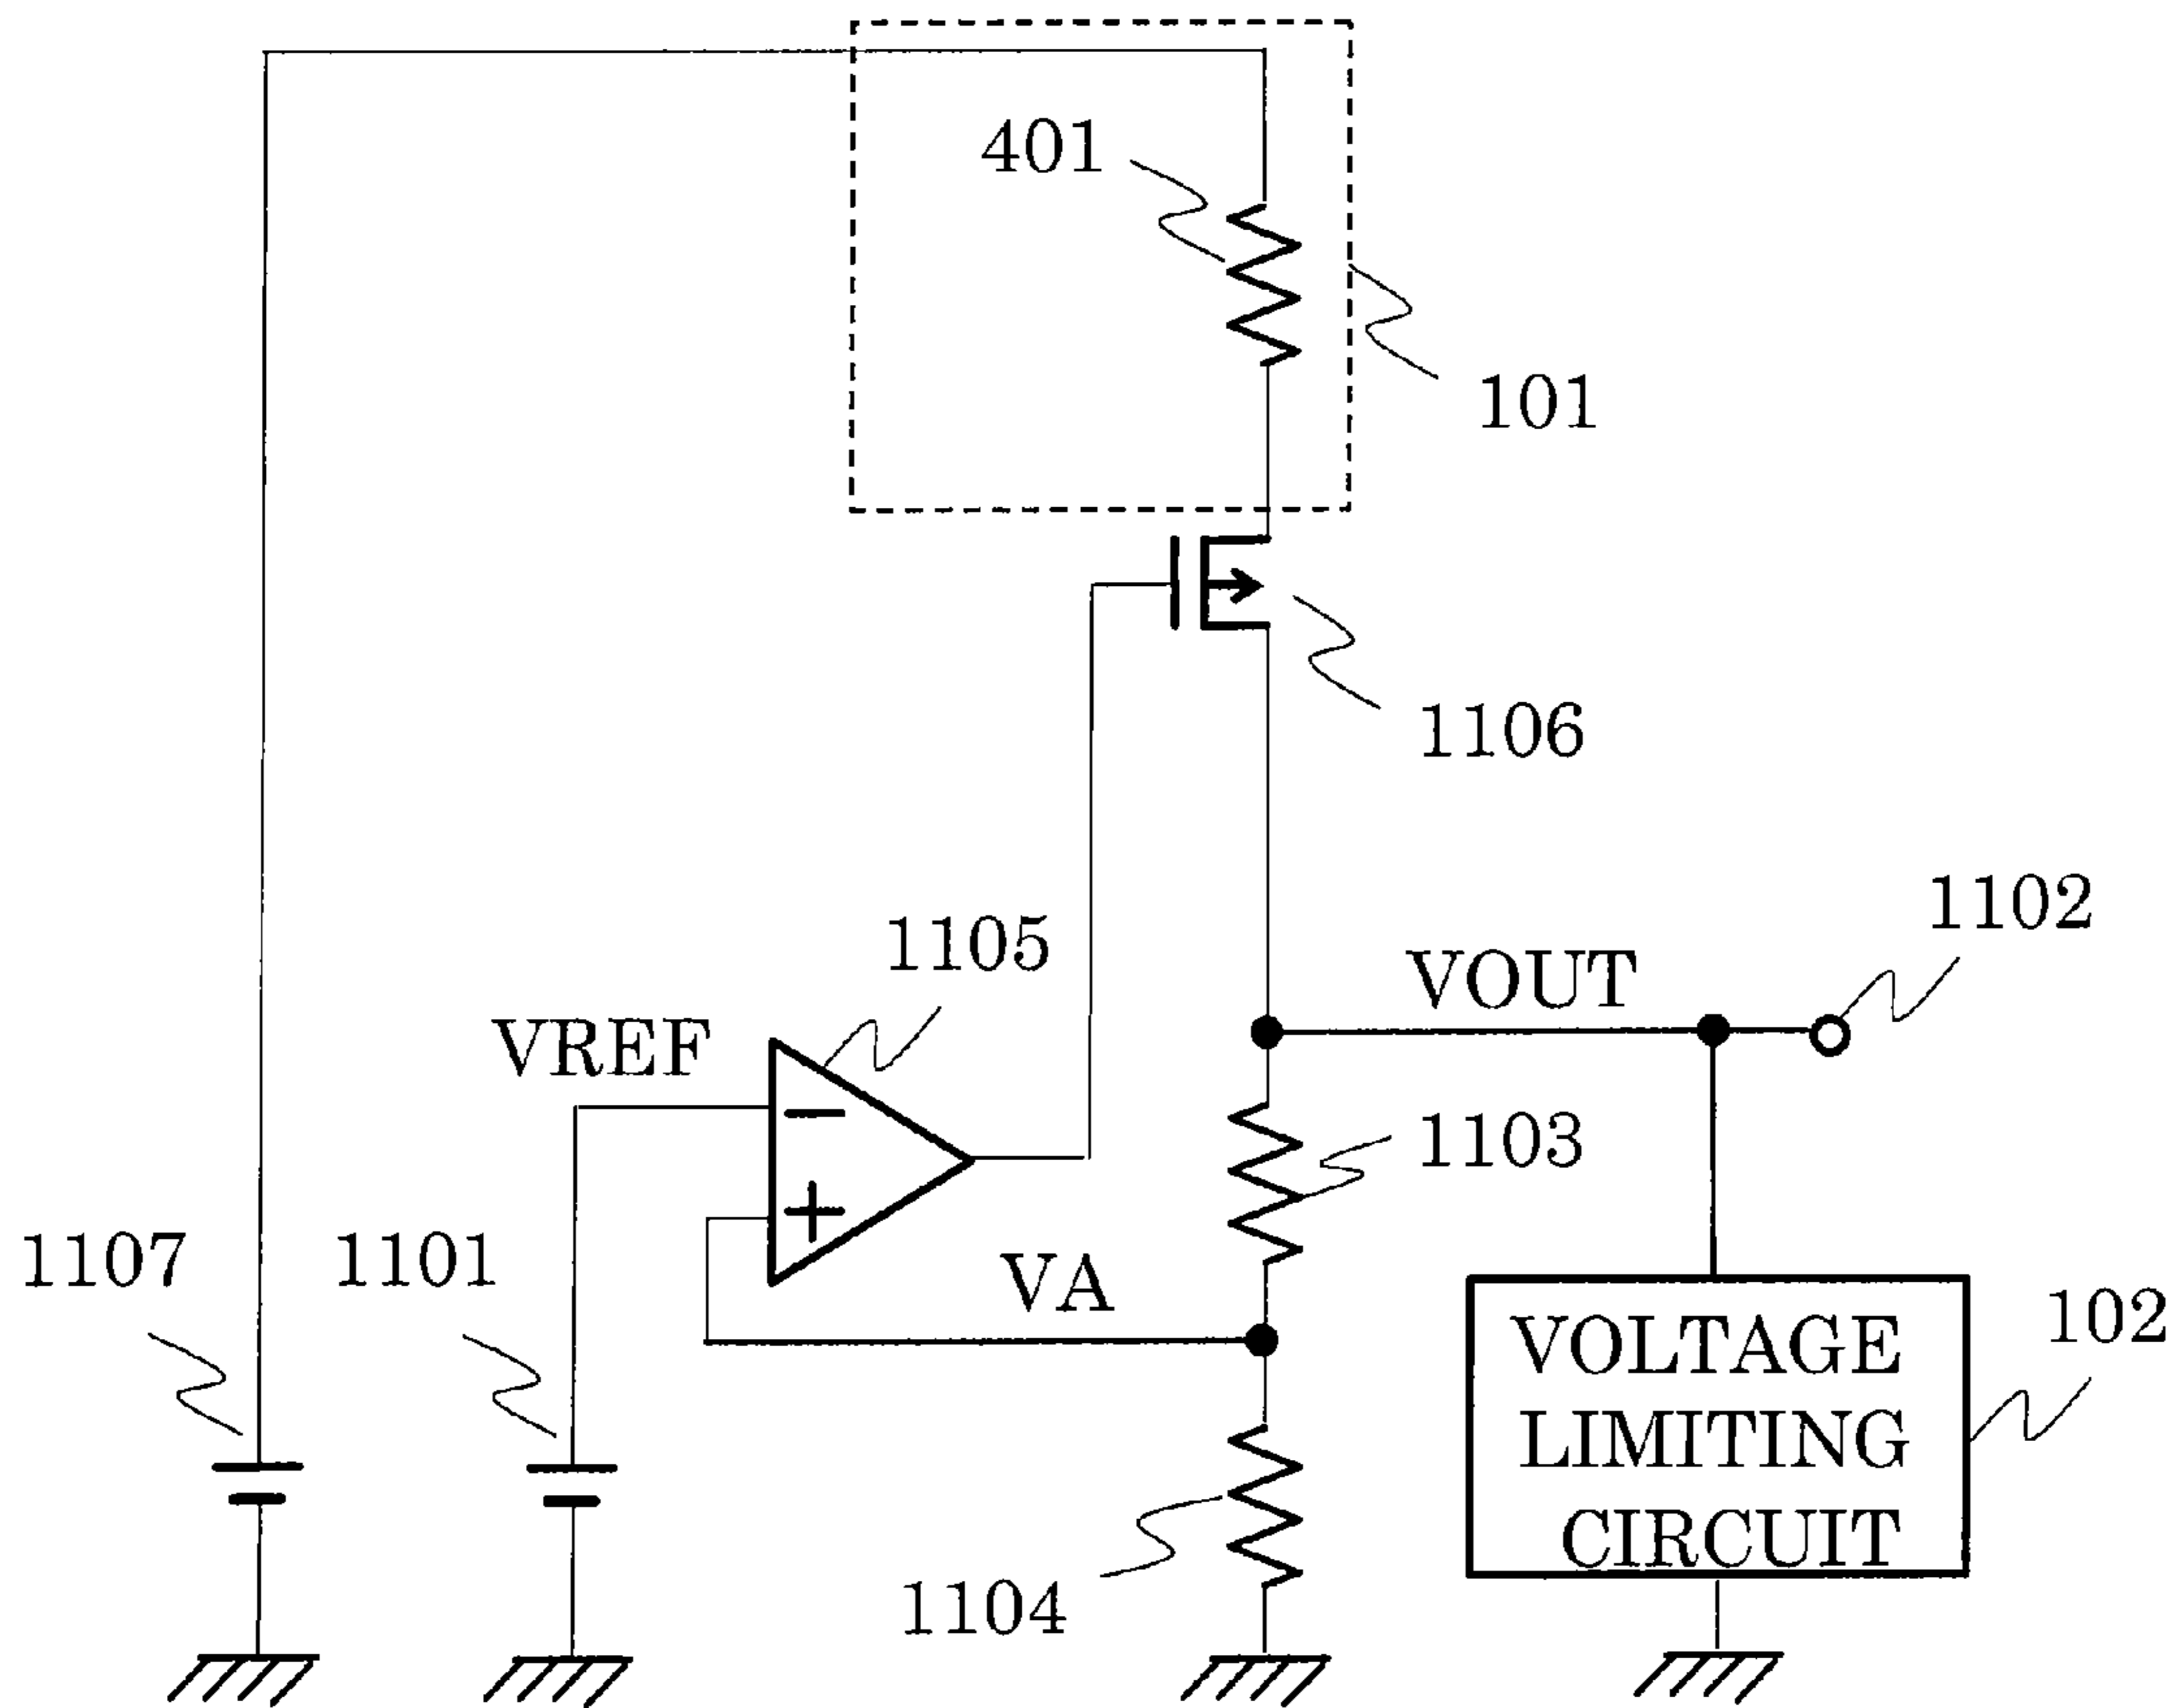 401
101
1106
1102
1105
VOUT
VREF
1103
1107
1101
VA
102
VOLTAGE
LIMITING
CIRCUIT
1104